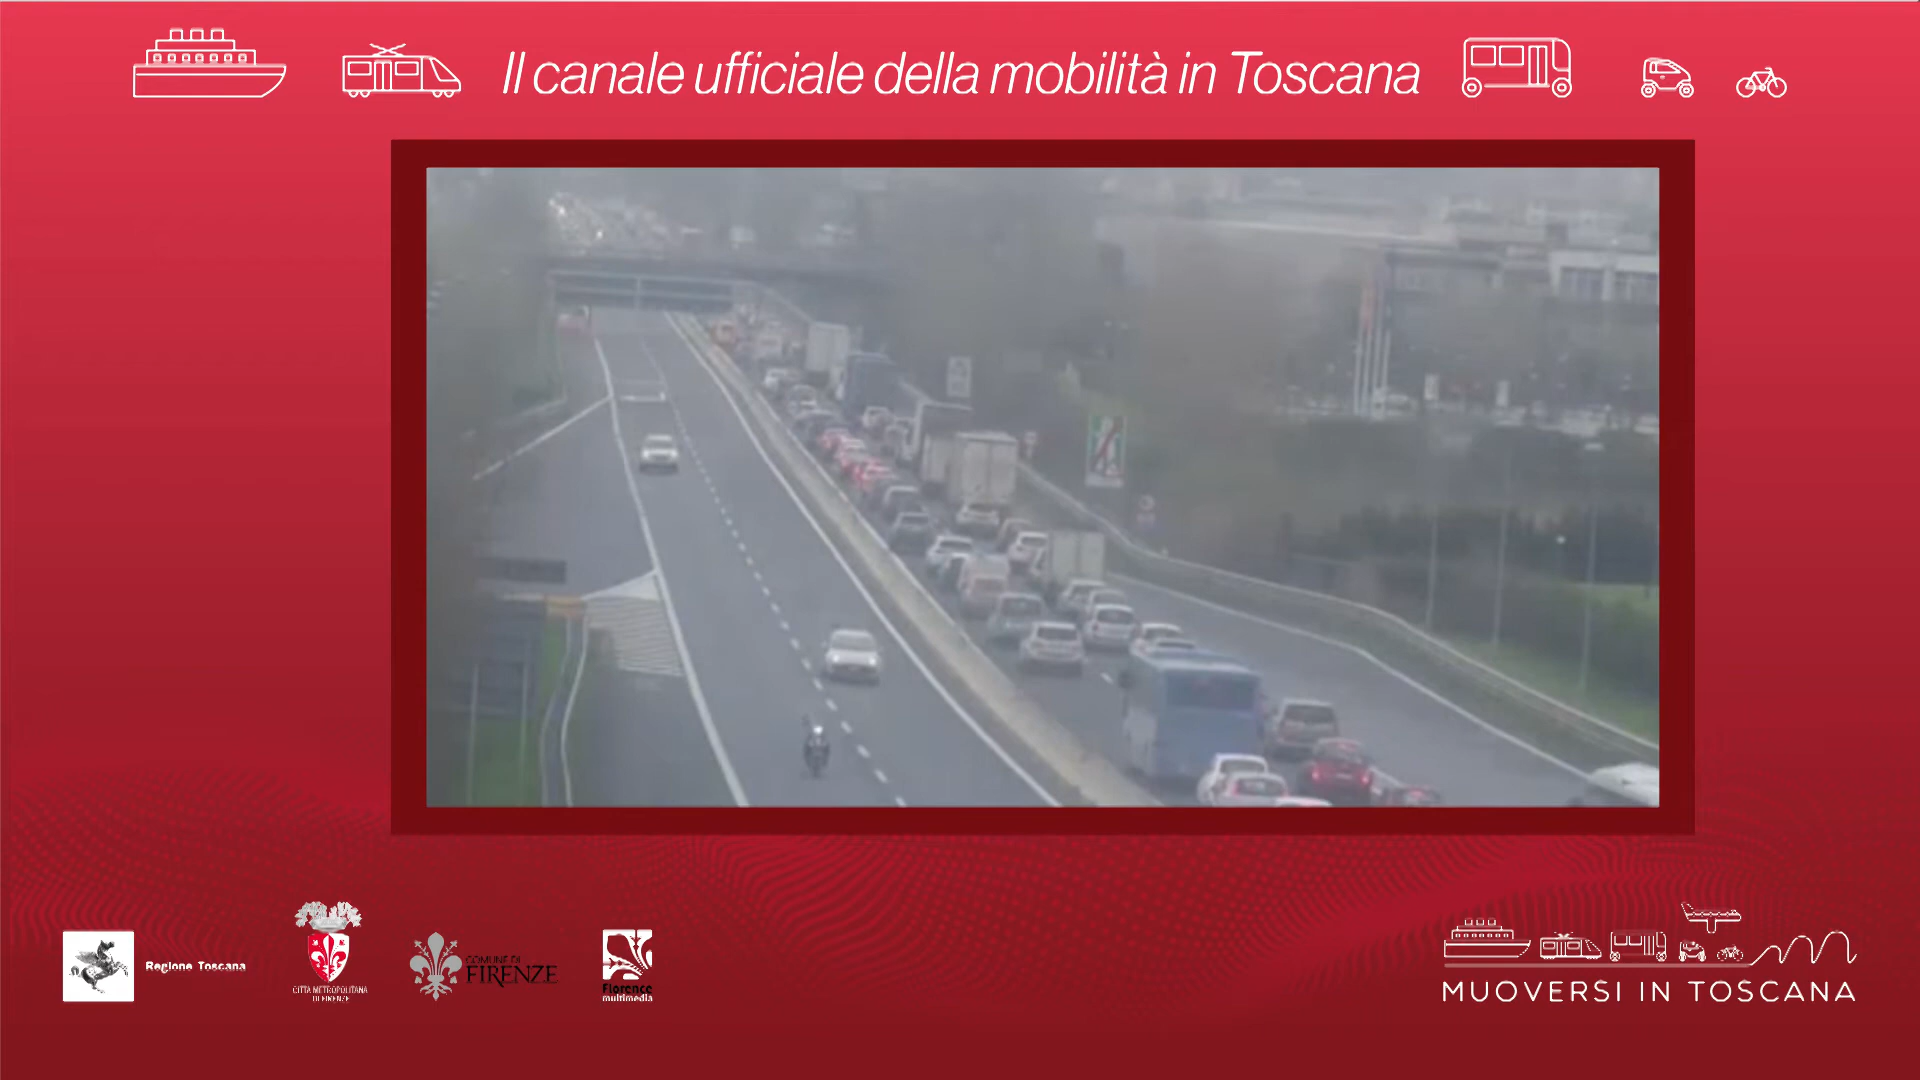 Il canale ufficiale della mobilità in Toscana
Regione Toscana
CITTÀ METROPOLITANA
DI FIRENZE
COMUNE DI
FIRENZE
Florence
multimedia
MUOVERSI IN TOSCANA